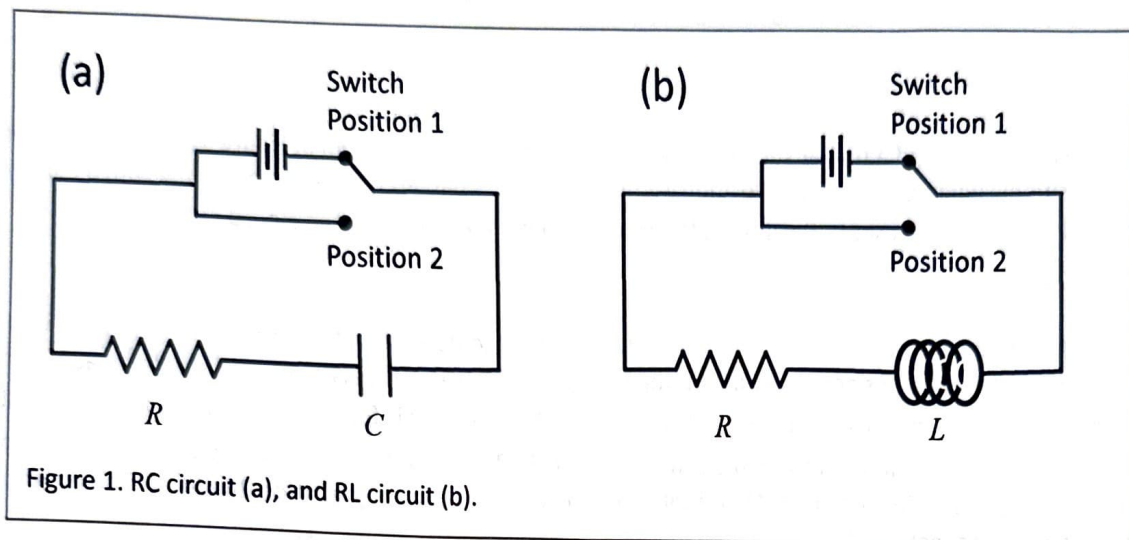 (a)
Switch
Position 1
Position 2
R
C
(b)
Switch
Position 1
Position 2
R
L
Figure 1. RC circuit (a), and RL circuit (b).